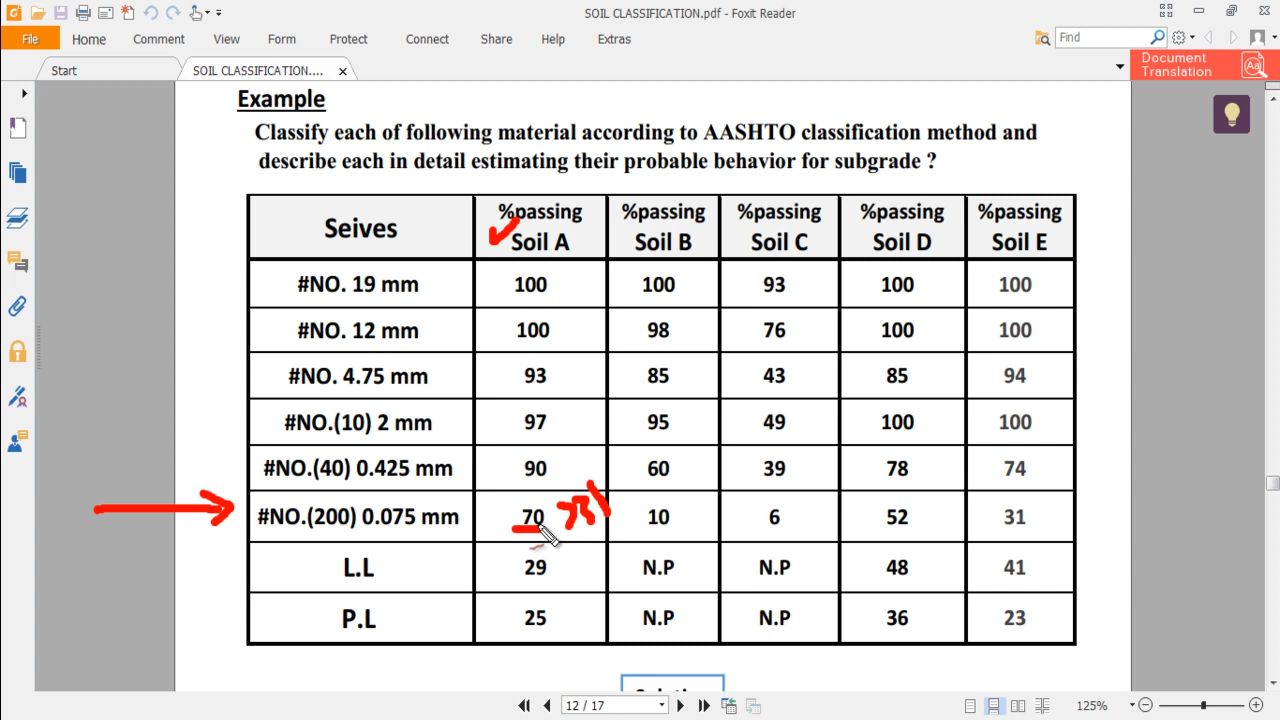 SOIL CLASSIFICATION.pdf - Foxit Reader
File Home Comment View Form Protect Connect Share Help Extras Find
Start SOIL CLASSIFICATION....
Document
Translation
Example
Classify each of following material according to AASHTO classification method and
describe each in detail estimating their probable behavior for subgrade ?
Seives %passing Soil A %passing Soil B %passing Soil C %passing Soil D %passing Soil E
#NO. 19 mm 100 100 93 100 100
#NO. 12 mm 100 98 76 100 100
#NO. 4.75 mm 93 85 43 85 94
#NO.(10) 2 mm 97 95 49 100 100
#NO.(40) 0.425 mm 90 60 39 78 74
#NO.(200) 0.075 mm 70 10 6 52 31
L.L 29 N.P N.P 48 41
P.L 25 N.P N.P 36 23
12 / 17 125%